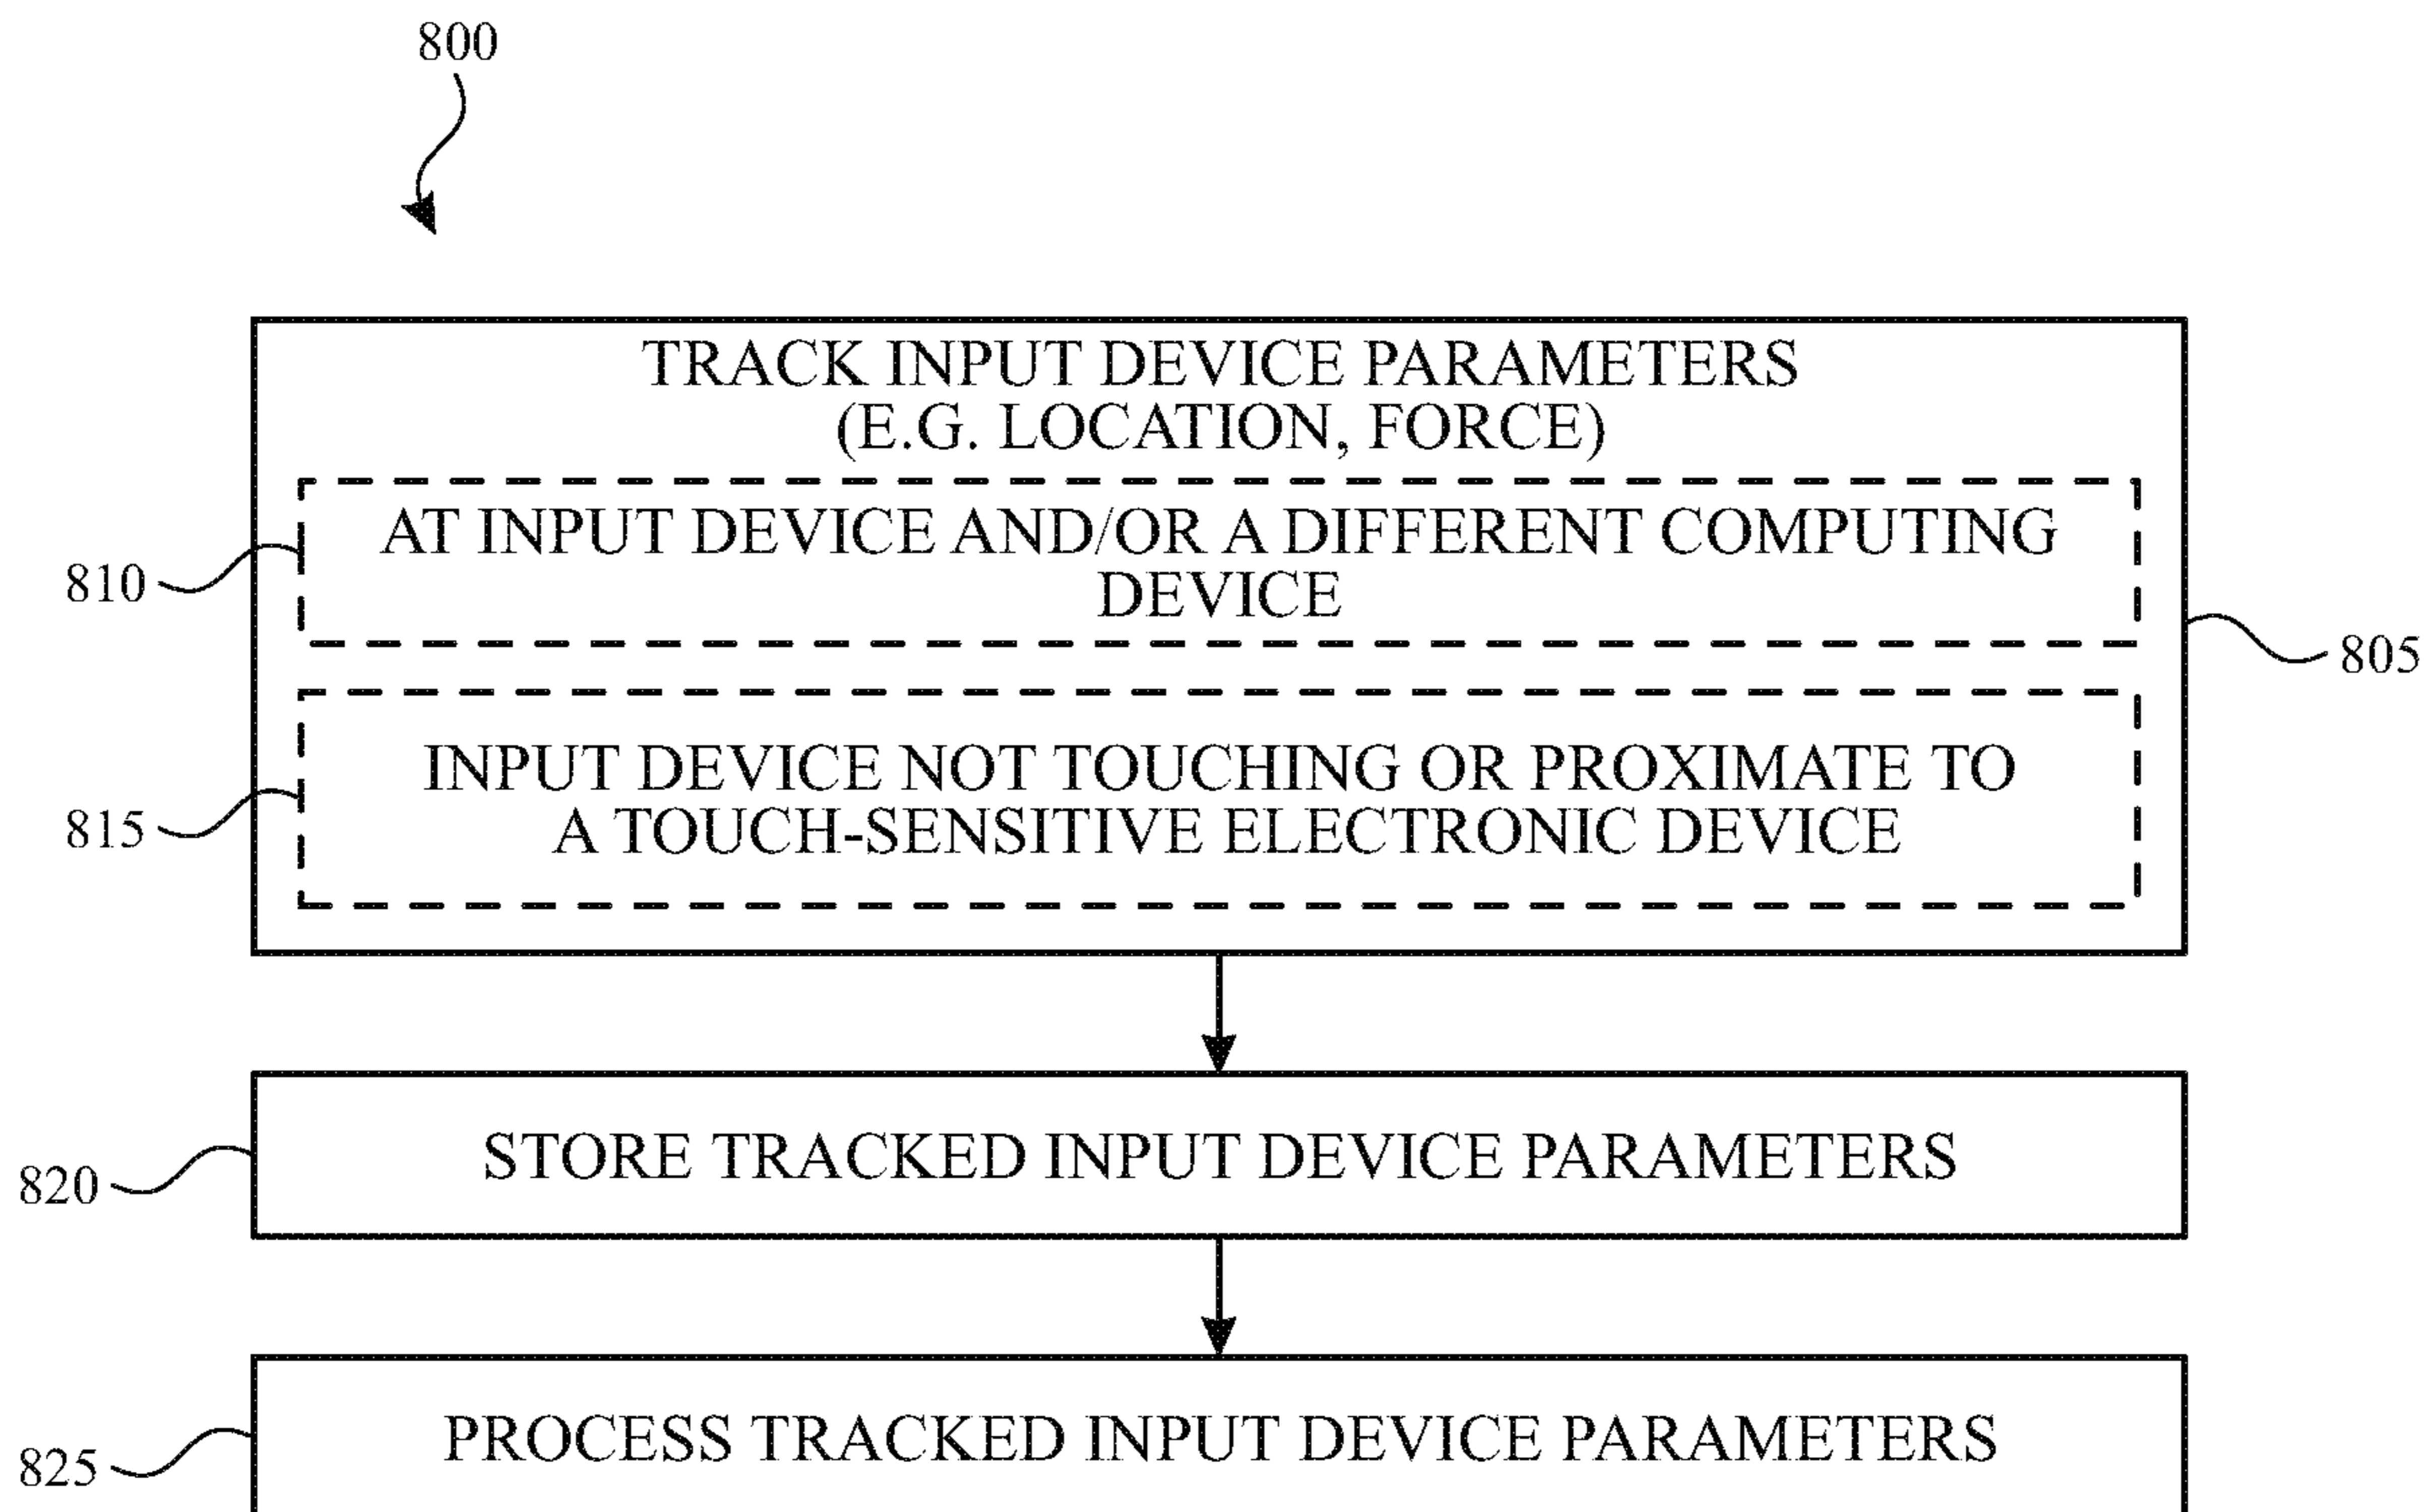 800
TRACK INPUT DEVICE PARAMETERS
(E.G. LOCATION, FORCE)
AT INPUT DEVICE AND/OR A DIFFERENT COMPUTING
DEVICE
810
805
INPUT DEVICE NOT TOUCHING OR PROXIMATE TO
A TOUCH-SENSITIVE ELECTRONIC DEVICE
815
STORE TRACKED INPUT DEVICE PARAMETERS
820
PROCESS TRACKED INPUT DEVICE PARAMETERS
825